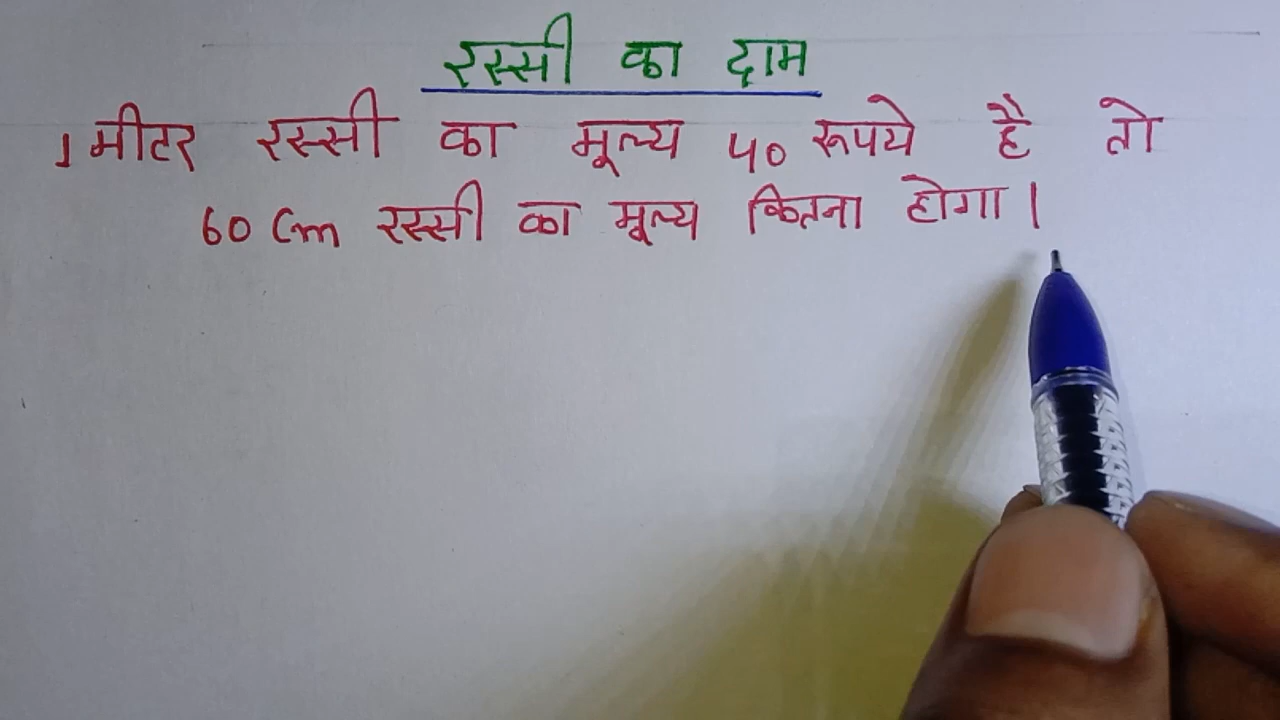 रस्सी का दाम
1 मीटर रस्सी का मूल्य 40 रूपये है तो
60 Cm रस्सी का मूल्य कितना होगा।